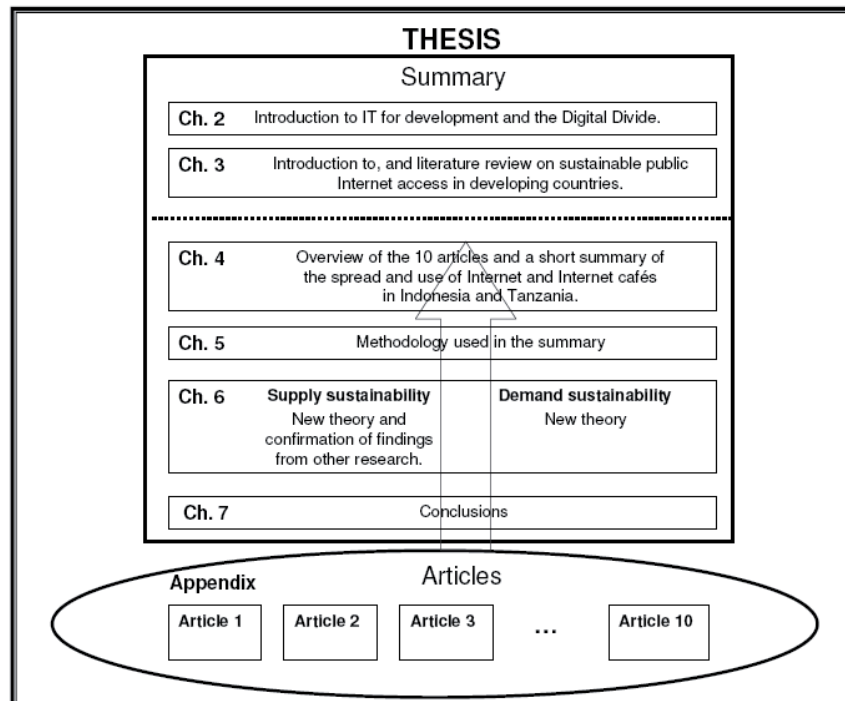 THESIS
Summary
Ch. 2 Introduction to IT for development and the Digital Divide.
Ch. 3 Introduction to, and literature review on sustainable public
Internet access in developing countries.
Ch. 4 Overview of the 10 articles and a short summary of
the spread and use of Internet and Internet cafés
in Indonesia and Tanzania.
Ch. 5 Methodology used in the summary
Ch. 6 Supply sustainability
New theory and
confirmation of findings
from other research.
Demand sustainability
New theory
Ch. 7 Conclusions
Articles
Appendix
Article 1 Article 2 Article 3 ... Article 10